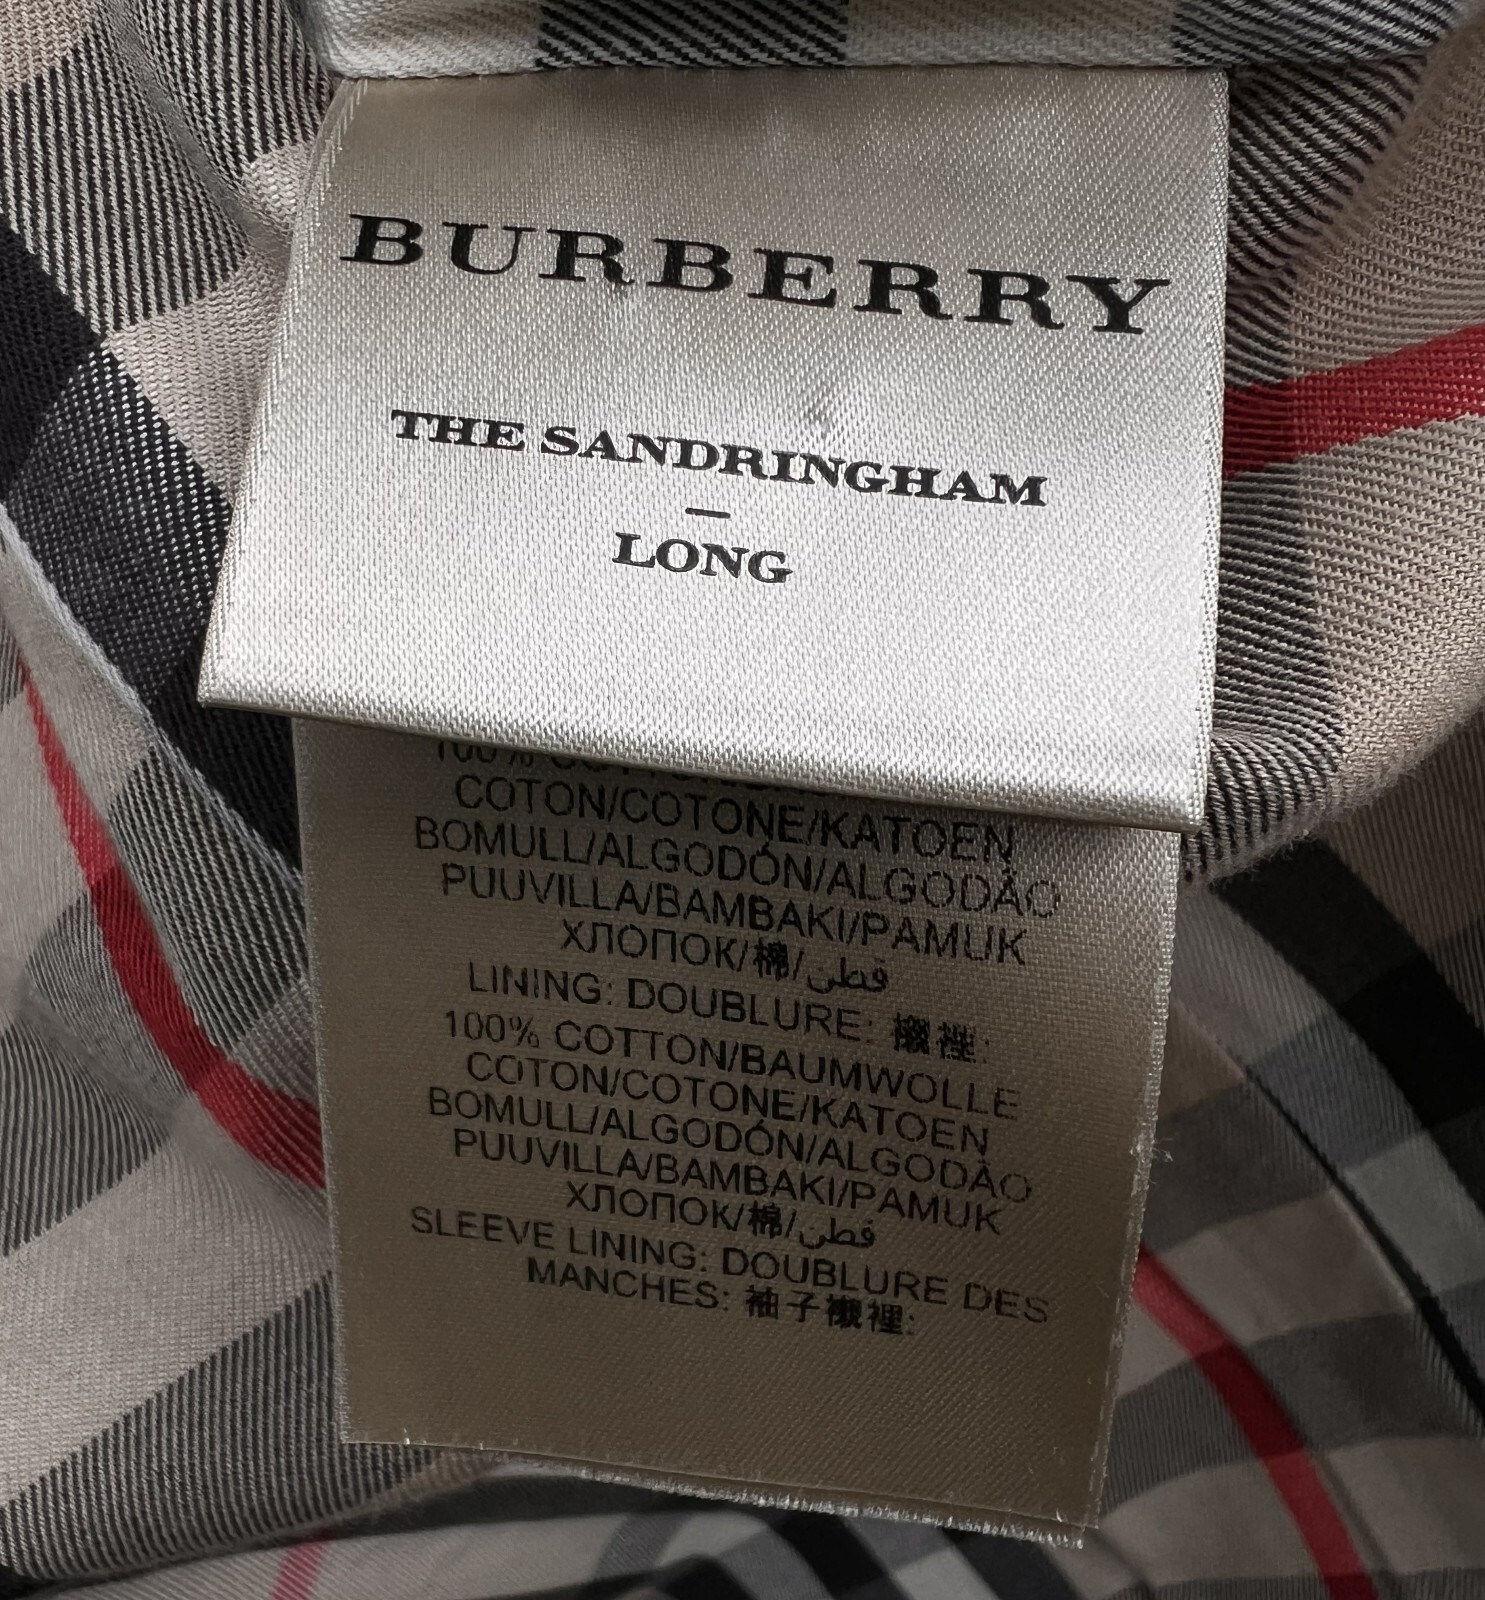 BURBERRY
THE SANDRINGHAM
—
LONG
100% COTTON/
COTON/COTONE/KATOEN
BOMULL/ALGODÓN/ALGODÃO
PUUVILLA/BAMBAKI/PAMUK
ХЛОПОК/棉/قطن
LINING: DOUBLURE: 襯裡:
100% COTTON/BAUMWOLLE
COTON/COTONE/KATOEN
BOMULL/ALGODÓN/ALGODÃO
PUUVILLA/BAMBAKI/PAMUK
ХЛОПОК/棉/قطن
SLEEVE LINING: DOUBLURE DES
MANCHES: 袖子襯裡: